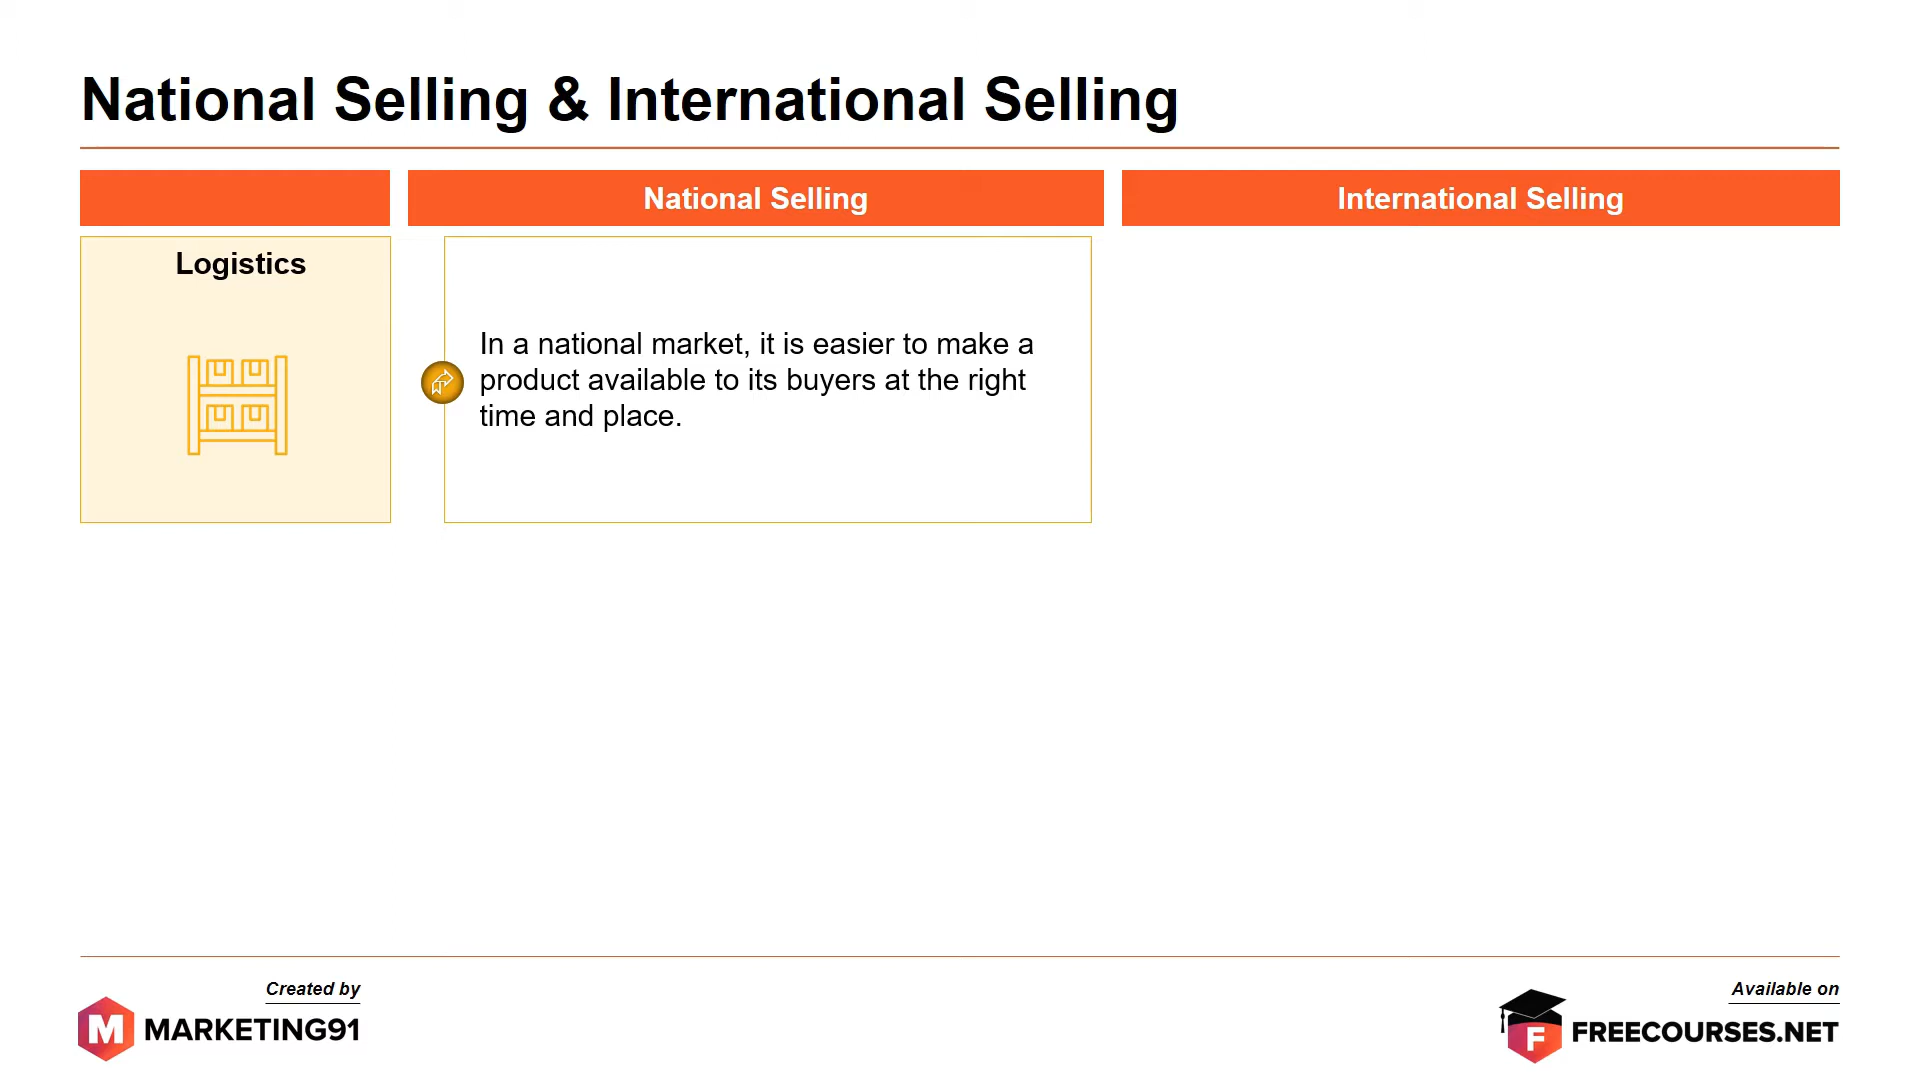 National Selling & International Selling
National Selling
International Selling
Logistics
In a national market, it is easier to make a
product available to its buyers at the right
time and place.
Created by
M MARKETING91
Available on
F FREECOURSES.NET